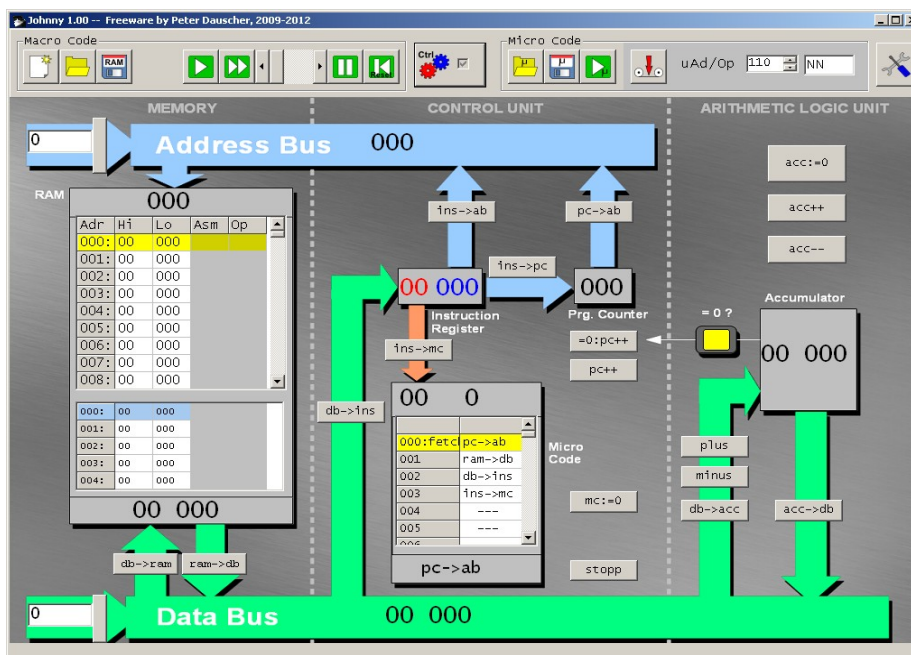 Johnny 1.00 -- Freeware by Peter Dauscher, 2009-2012
Macro Code
Micro Code
RAM
Reset
Ctrl
µ
µ
µ
uAd/Op 110 NN
MEMORY
CONTROL UNIT
ARITHMETIC LOGIC UNIT
0
Address Bus 000
acc:=0
acc++
acc--
RAM
000
Adr Hi Lo Asm Op
000: 00 000
001: 00 000
002: 00 000
003: 00 000
004: 00 000
005: 00 000
006: 00 000
007: 00 000
008: 00 000
000: 00 000
001: 00 000
002: 00 000
003: 00 000
004: 00 000
00 000
db->ram
ram->db
ins->ab
pc->ab
ins->pc
00 000
Instruction
Register
000
Prg. Counter
=0:pc++
pc++
ins->mc
db->ins
00 0
000:fetch pc->ab
001 ram->db
002 db->ins
003 ins->mc
004 ---
005 ---
006
pc->ab
Micro
Code
mc:=0
stopp
= 0 ?
Accumulator
00 000
plus
minus
db->acc
acc->db
0
Data Bus 00 000